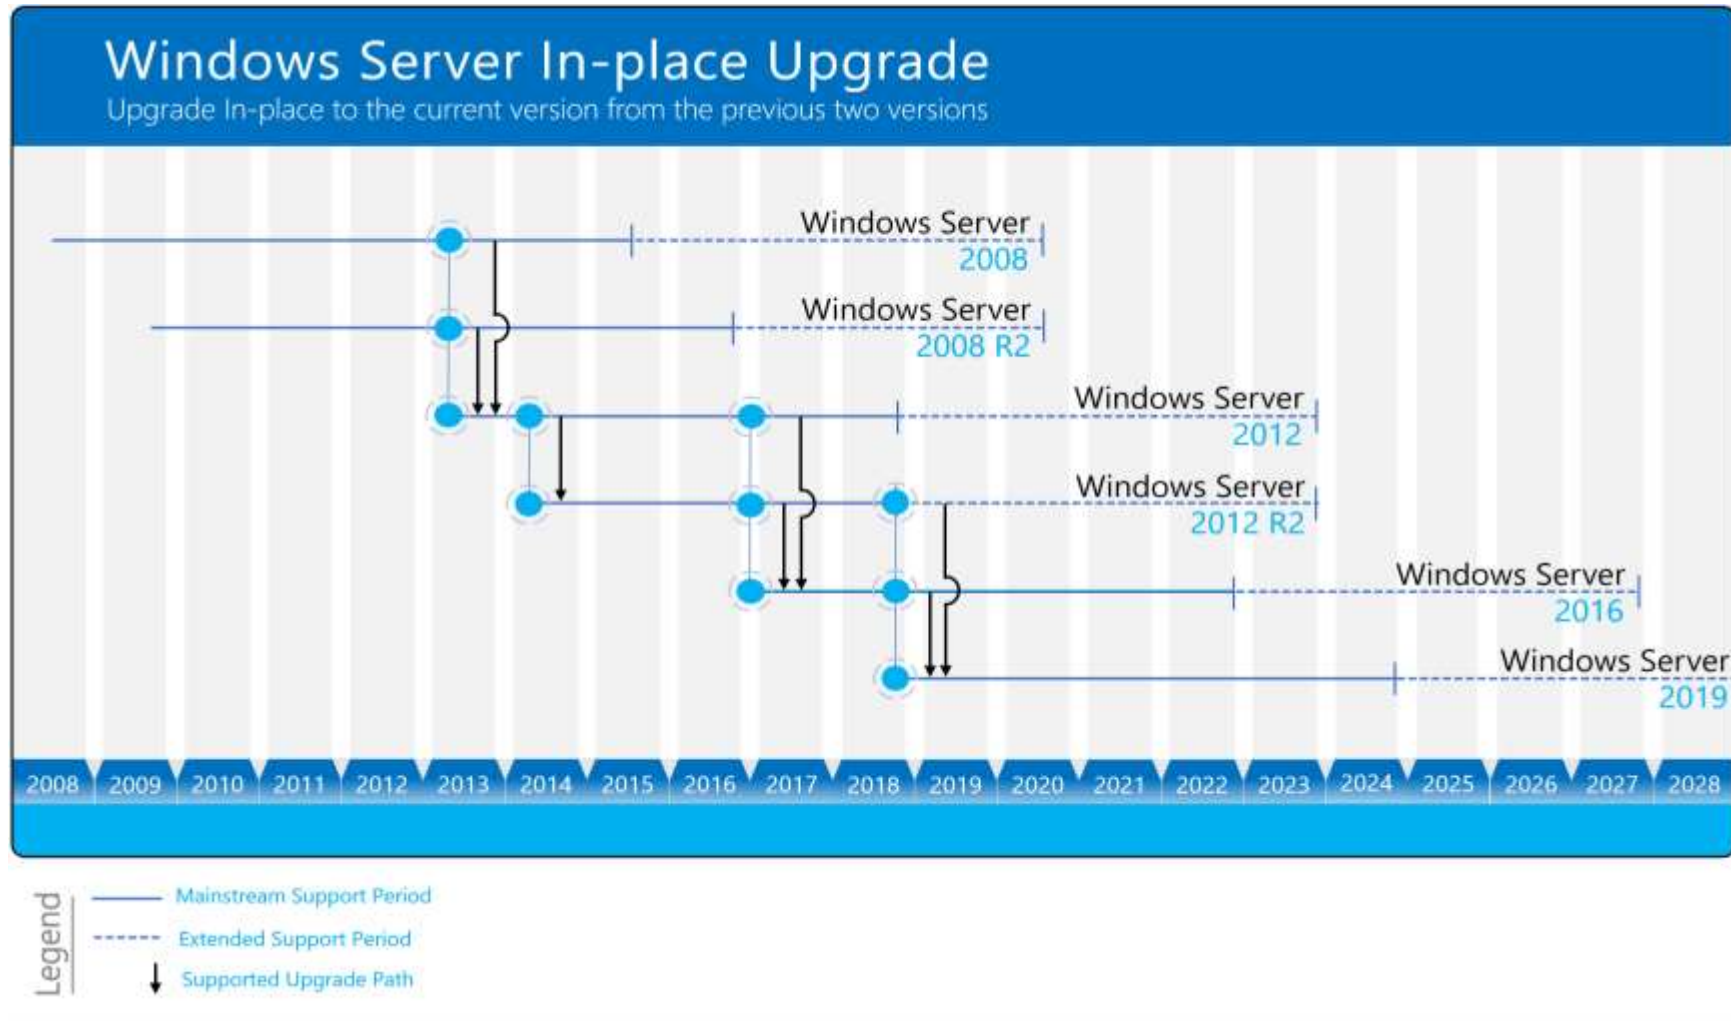 Windows Server In-place Upgrade
Upgrade In-place to the current version from the previous two versions
Windows Server
2008
Windows Server
2008 R2
Windows Server
2012
Windows Server
2012 R2
Windows Server
2016
Windows Server
2019
2008 2009 2010 2011 2012 2013 2014 2015 2016 2017 2018 2019 2020 2021 2022 2023 2024 2025 2026 2027 2028
Legend
Mainstream Support Period
Extended Support Period
Supported Upgrade Path